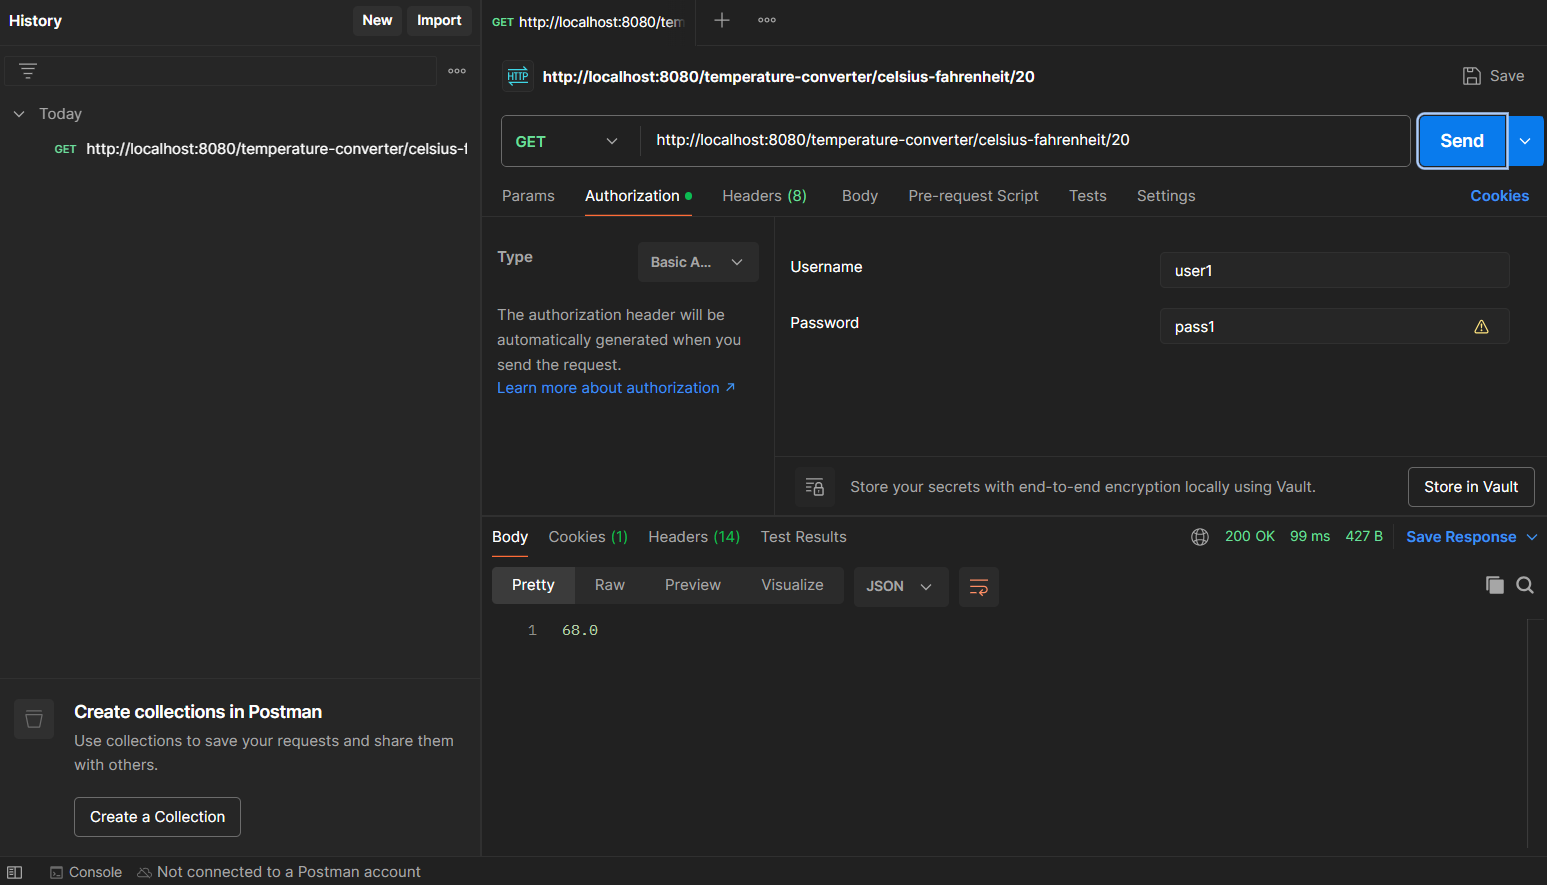 History
New
Import
GET http://localhost:8080/tem
HTTP
http://localhost:8080/temperature-converter/celsius-fahrenheit/20
Save
Today
GET http://localhost:8080/temperature-converter/celsius-f
GET
http://localhost:8080/temperature-converter/celsius-fahrenheit/20
Send
Params
Authorization
Headers (8)
Body
Pre-request Script
Tests
Settings
Cookies
Type
Basic A...
The authorization header will be
automatically generated when you
send the request.
Learn more about authorization ↗
Username
user1
Password
pass1
Store your secrets with end-to-end encryption locally using Vault.
Store in Vault
Body
Cookies (1)
Headers (14)
Test Results
200 OK
99 ms
427 B
Save Response
Pretty
Raw
Preview
Visualize
JSON
1 68.0
Create collections in Postman
Use collections to save your requests and share them
with others.
Create a Collection
Console
Not connected to a Postman account